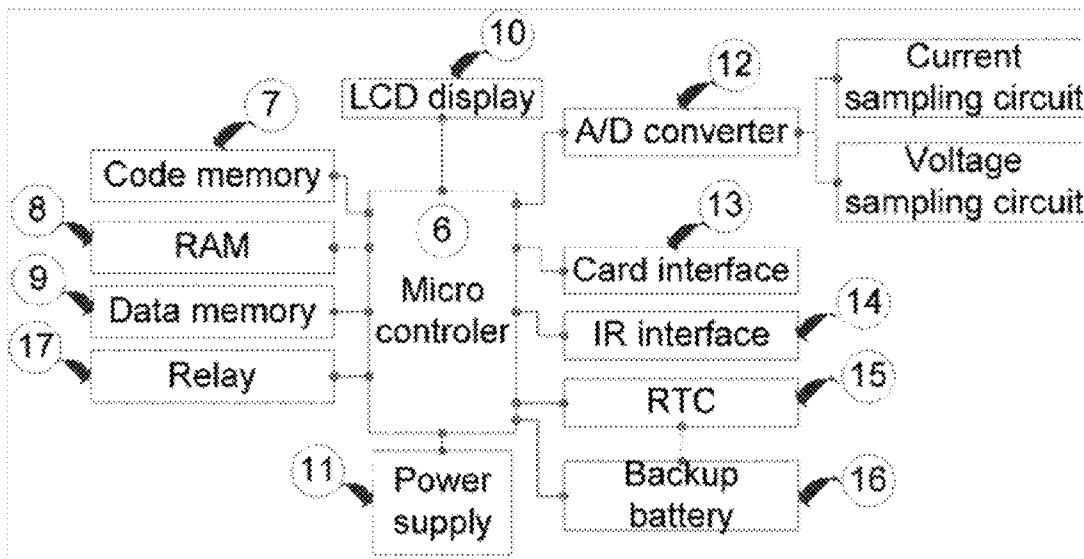 10
LCD display
7
Code memory
8
RAM
9
Data memory
17
Relay
6
Micro
controler
11
Power
supply
12
A/D converter
Current
sampling circuit
Voltage
sampling circuit
13
Card interface
14
IR interface
15
RTC
16
Backup
battery